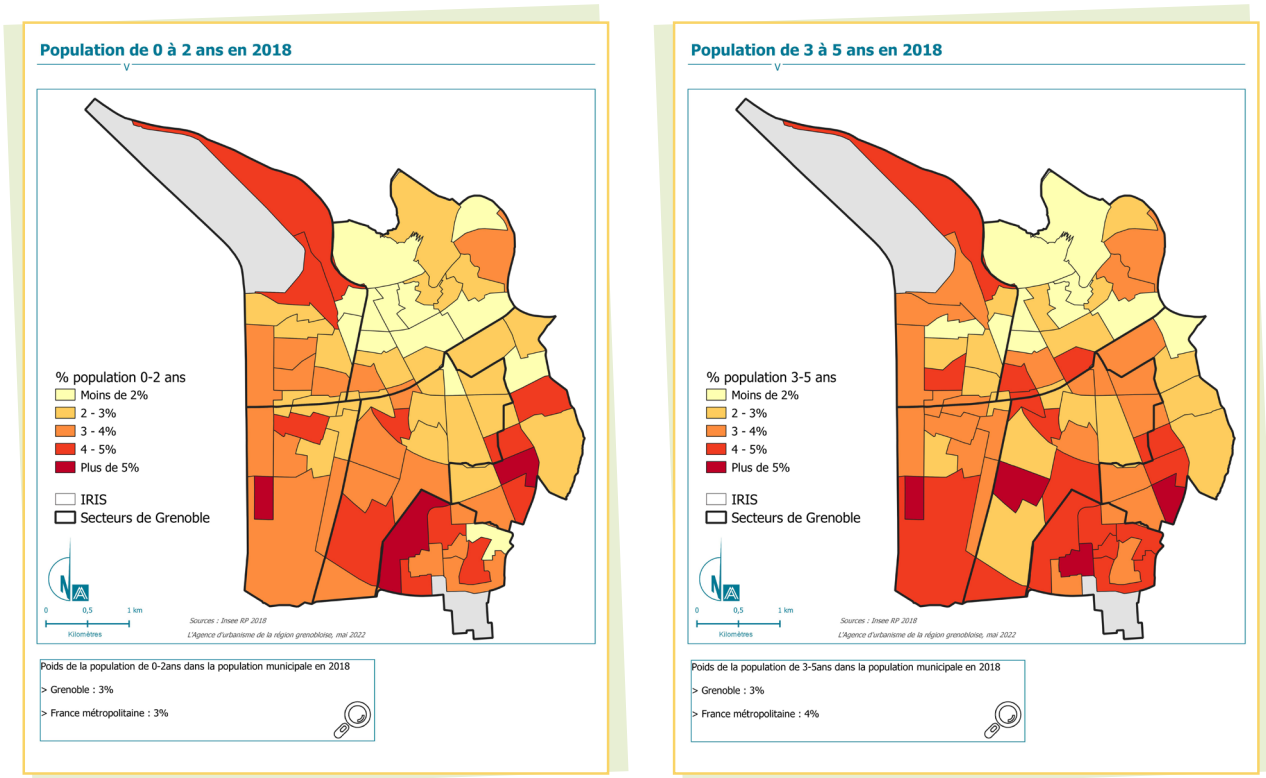 Population de 0 à 2 ans en 2018
% population 0-2 ans
Moins de 2%
2 - 3%
3 - 4%
4 - 5%
Plus de 5%
IRIS
Secteurs de Grenoble
N
0 0,5 1 km
Kilomètres
Sources : Insee RP 2018
L'Agence d'urbanisme de la région grenobloise, mai 2022
Poids de la population de 0-2ans dans la population municipale en 2018
> Grenoble : 3%
> France métropolitaine : 3%
Population de 3 à 5 ans en 2018
% population 3-5 ans
Moins de 2%
2 - 3%
3 - 4%
4 - 5%
Plus de 5%
IRIS
Secteurs de Grenoble
N
0 0,5 1 km
Kilomètres
Sources : Insee RP 2018
L'Agence d'urbanisme de la région grenobloise, mai 2022
Poids de la population de 3-5ans dans la population municipale en 2018
> Grenoble : 3%
> France métropolitaine : 4%